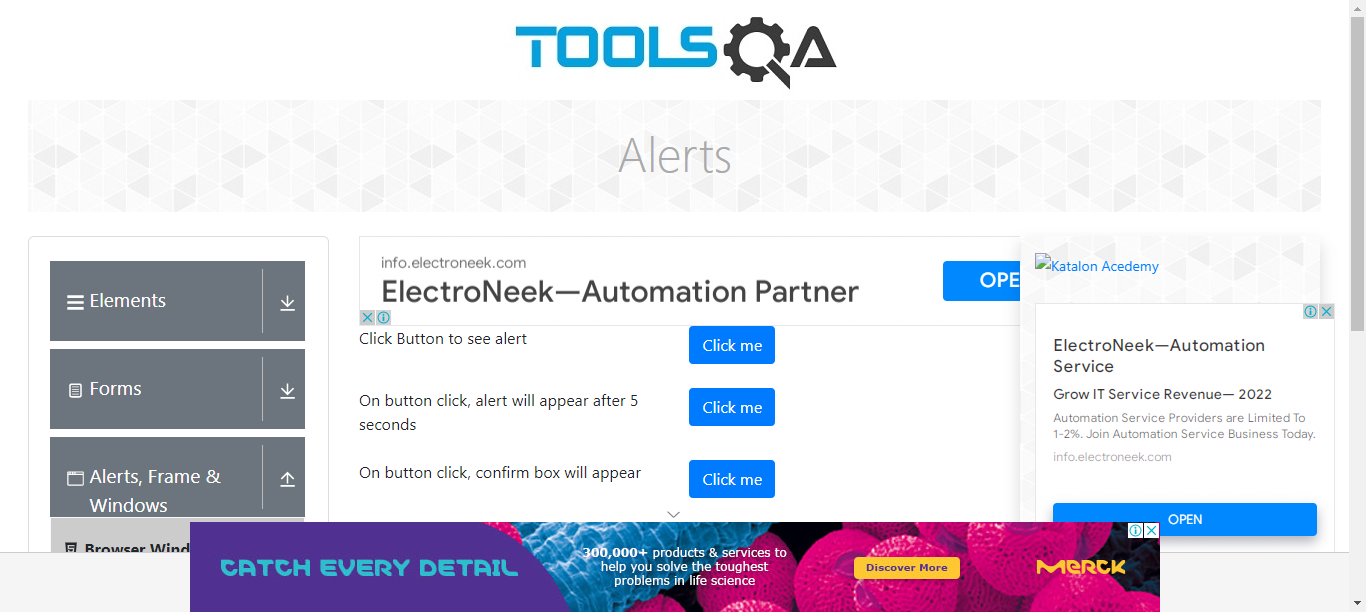 TOOLSQA
Alerts
Elements
Forms
Alerts, Frame &
Windows
Browser Wind
info.electroneek.com
ElectroNeek—Automation Partner
OPE
Click Button to see alert
Click me
On button click, alert will appear after 5
seconds
Click me
On button click, confirm box will appear
Click me
Katalon Acedemy
ElectroNeek—Automation
Service
Grow IT Service Revenue— 2022
Automation Service Providers are Limited To
1-2%. Join Automation Service Business Today.
info.electroneek.com
OPEN
CATCH EVERY DETAIL
300,000+ products & services to
help you solve the toughest
problems in life science
Discover More
MERCK